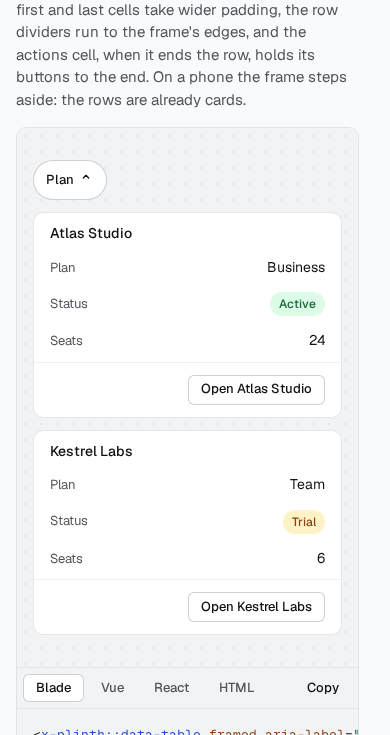 first and last cells take wider padding, the row
dividers run to the frame's edges, and the
actions cell, when it ends the row, holds its
buttons to the end. On a phone the frame steps
aside: the rows are already cards.
Plan
Atlas Studio
Plan Business
Status Active
Seats 24
Open Atlas Studio
Kestrel Labs
Plan Team
Status Trial
Seats 6
Open Kestrel Labs
Blade Vue React HTML Copy
<x-plinth::data-table framed aria-label="